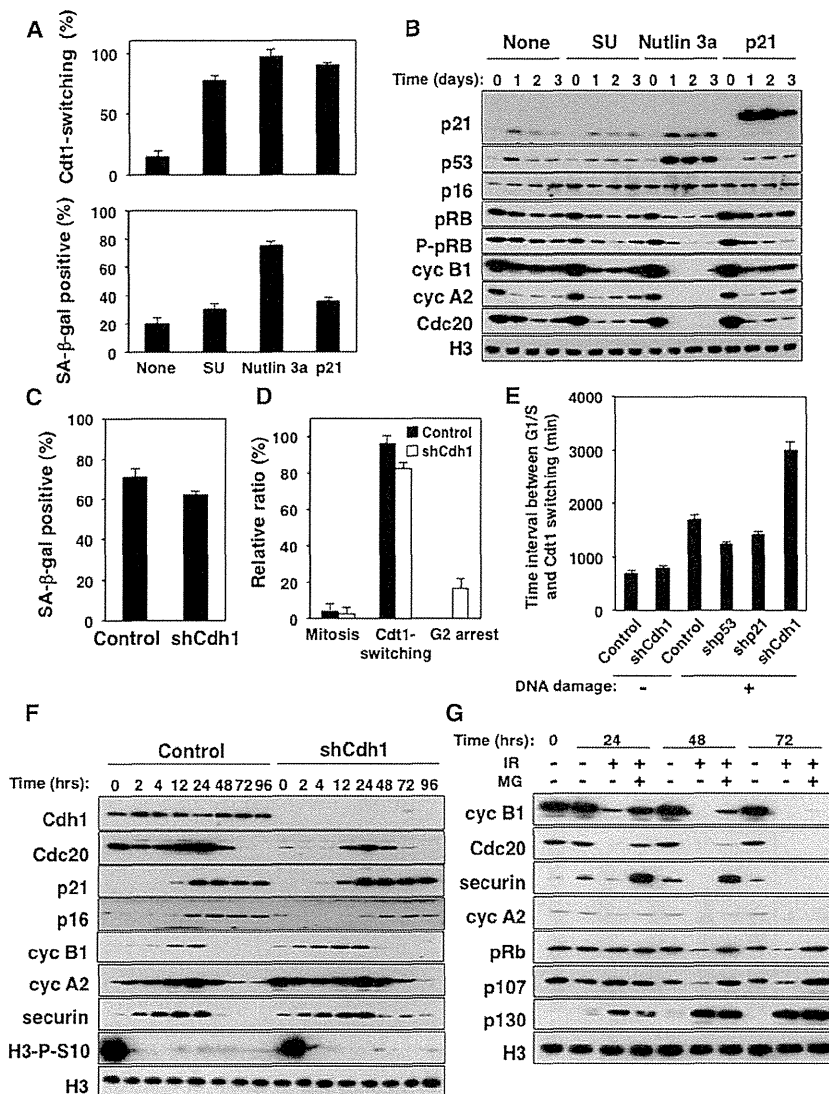 A
Cdt1-switching (%)
100
50
0
SA-β-gal positive (%)
100
80
60
40
20
0
None SU Nutlin 3a p21
B
None SU Nutlin 3a p21
Time (days): 0 1 2 3 0 1 2 3 0 1 2 3 0 1 2 3
p21
p53
p16
pRB
P-pRB
cyc B1
cyc A2
Cdc20
H3
C
SA-β-gal positive (%)
100
80
60
40
20
0
Control shCdh1
D
Relative ratio (%)
100
80
60
40
20
0
Control
shCdh1
Mitosis Cdt1-switching G2 arrest
E
Time interval between G1/S and Cdt1 switching (min)
4000
3000
2000
1000
0
Control shCdh1 Control shp53 shp21 shCdh1
DNA damage: - +
F
Control shCdh1
Time (hrs): 0 2 4 12 24 48 72 96 0 2 4 12 24 48 72 96
Cdh1
Cdc20
p21
p16
cyc B1
cyc A2
securin
H3-P-S10
H3
G
Time (hrs): 0 24 48 72
IR - - + + - + + - + +
MG - - - + - - + - - +
cyc B1
Cdc20
securin
cyc A2
pRb
p107
p130
H3